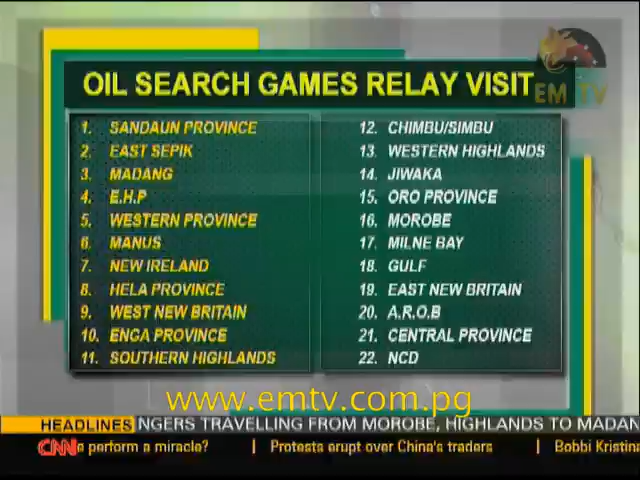 OIL SEARCH GAMES RELAY VISIT
EM TV
1. SANDAUN PROVINCE
2. EAST SEPIK
3. MADANG
4. E.H.P
5. WESTERN PROVINCE
6. MANUS
7. NEW IRELAND
8. HELA PROVINCE
9. WEST NEW BRITAIN
10. ENGA PROVINCE
11. SOUTHERN HIGHLANDS
12. CHIMBU/SIMBU
13. WESTERN HIGHLANDS
14. JIWAKA
15. ORO PROVINCE
16. MOROBE
17. MILNE BAY
18. GULF
19. EAST NEW BRITAIN
20. A.R.O.B
21. CENTRAL PROVINCE
22. NCD
www.emtv.com.pg
HEADLINES NGERS TRAVELLING FROM MOROBE, HIGHLANDS TO MADAN
CNN a perform a miracle? | Protests erupt over China's traders | Bobbi Kristina